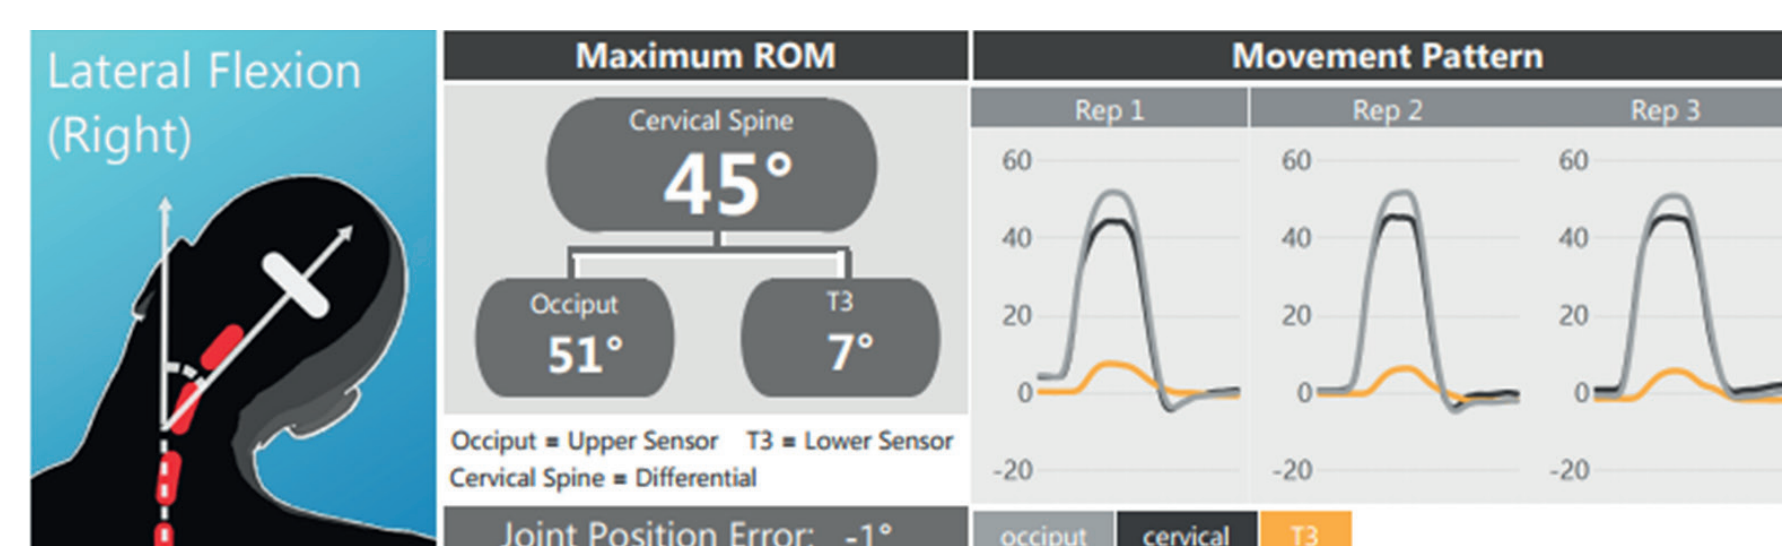 Lateral Flexion
(Right)
Maximum ROM
Cervical Spine
45°
Occiput
51°
T3
7°
Occiput = Upper Sensor T3 = Lower Sensor
Cervical Spine = Differential
Joint Position Error: -1°
Movement Pattern
Rep 1 Rep 2 Rep 3
60 60 60
40 40 40
20 20 20
0 0 0
-20 -20 -20
occiput cervical T3